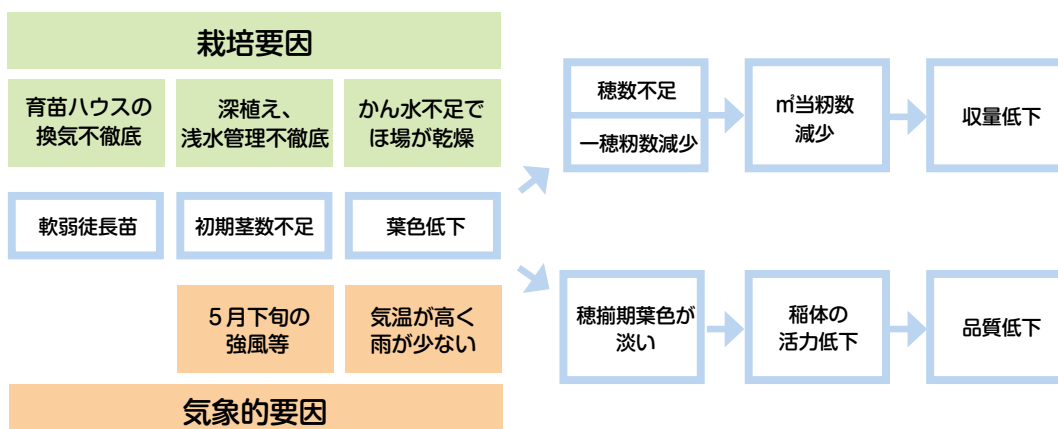 栽培要因
育苗ハウスの
換気不徹底
深植え、
浅水管理不徹底
かん水不足で
ほ場が乾燥
軟弱徒長苗
初期茎数不足
葉色低下
5月下旬の
強風等
気温が高く
雨が少ない
気象的要因
穂数不足
一穂籾数減少
㎡当籾数
減少
収量低下
穂揃期葉色が
淡い
稲体の
活力低下
品質低下